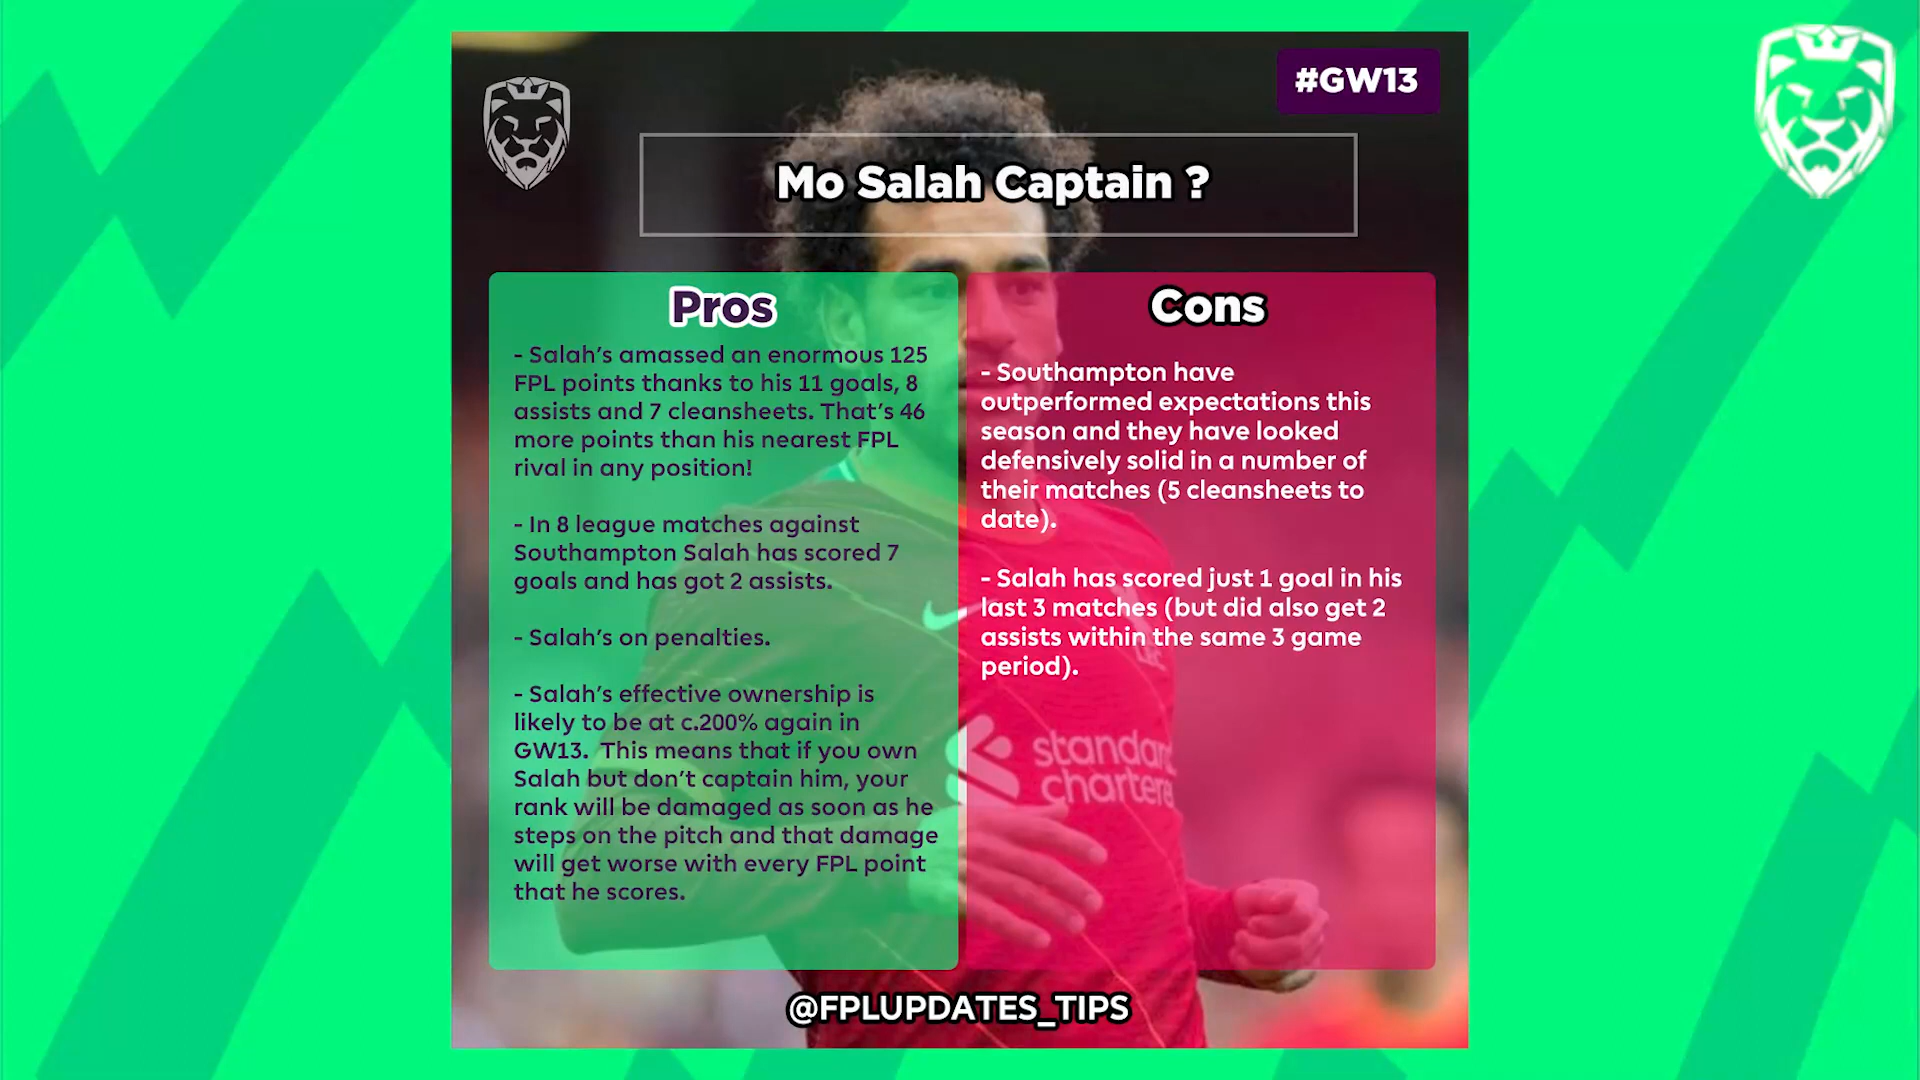 #GW13
Mo Salah Captain ?
Pros
- Salah's amassed an enormous 125
FPL points thanks to his 11 goals, 8
assists and 7 cleansheets. That's 46
more points than his nearest FPL
rival in any position!
- In 8 league matches against
Southampton Salah has scored 7
goals and has got 2 assists.
- Salah's on penalties.
- Salah's effective ownership is
likely to be at c.200% again in
GW13. This means that if you own
Salah but don't captain him, your
rank will be damaged as soon as he
steps on the pitch and that damage
will get worse with every FPL point
that he scores.
Cons
- Southampton have
outperformed expectations this
season and they have looked
defensively solid in a number of
their matches (5 cleansheets to
date).
- Salah has scored just 1 goal in his
last 3 matches (but did also get 2
assists within the same 3 game
period).
standard
chartere
@FPLUPDATES_TIPS